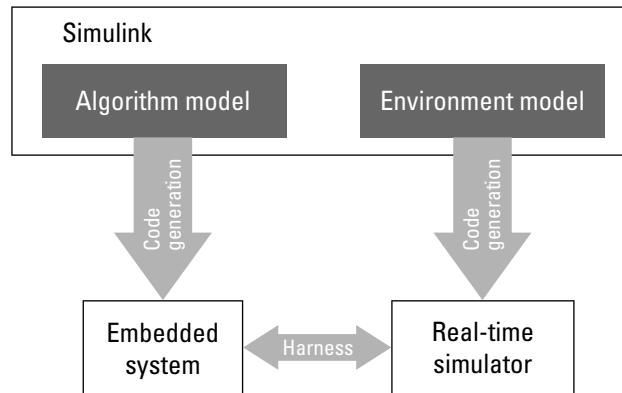 Simulink
Algorithm model
Environment model
Code
generation
Code
generation
Embedded
system
Harness
Real-time
simulator